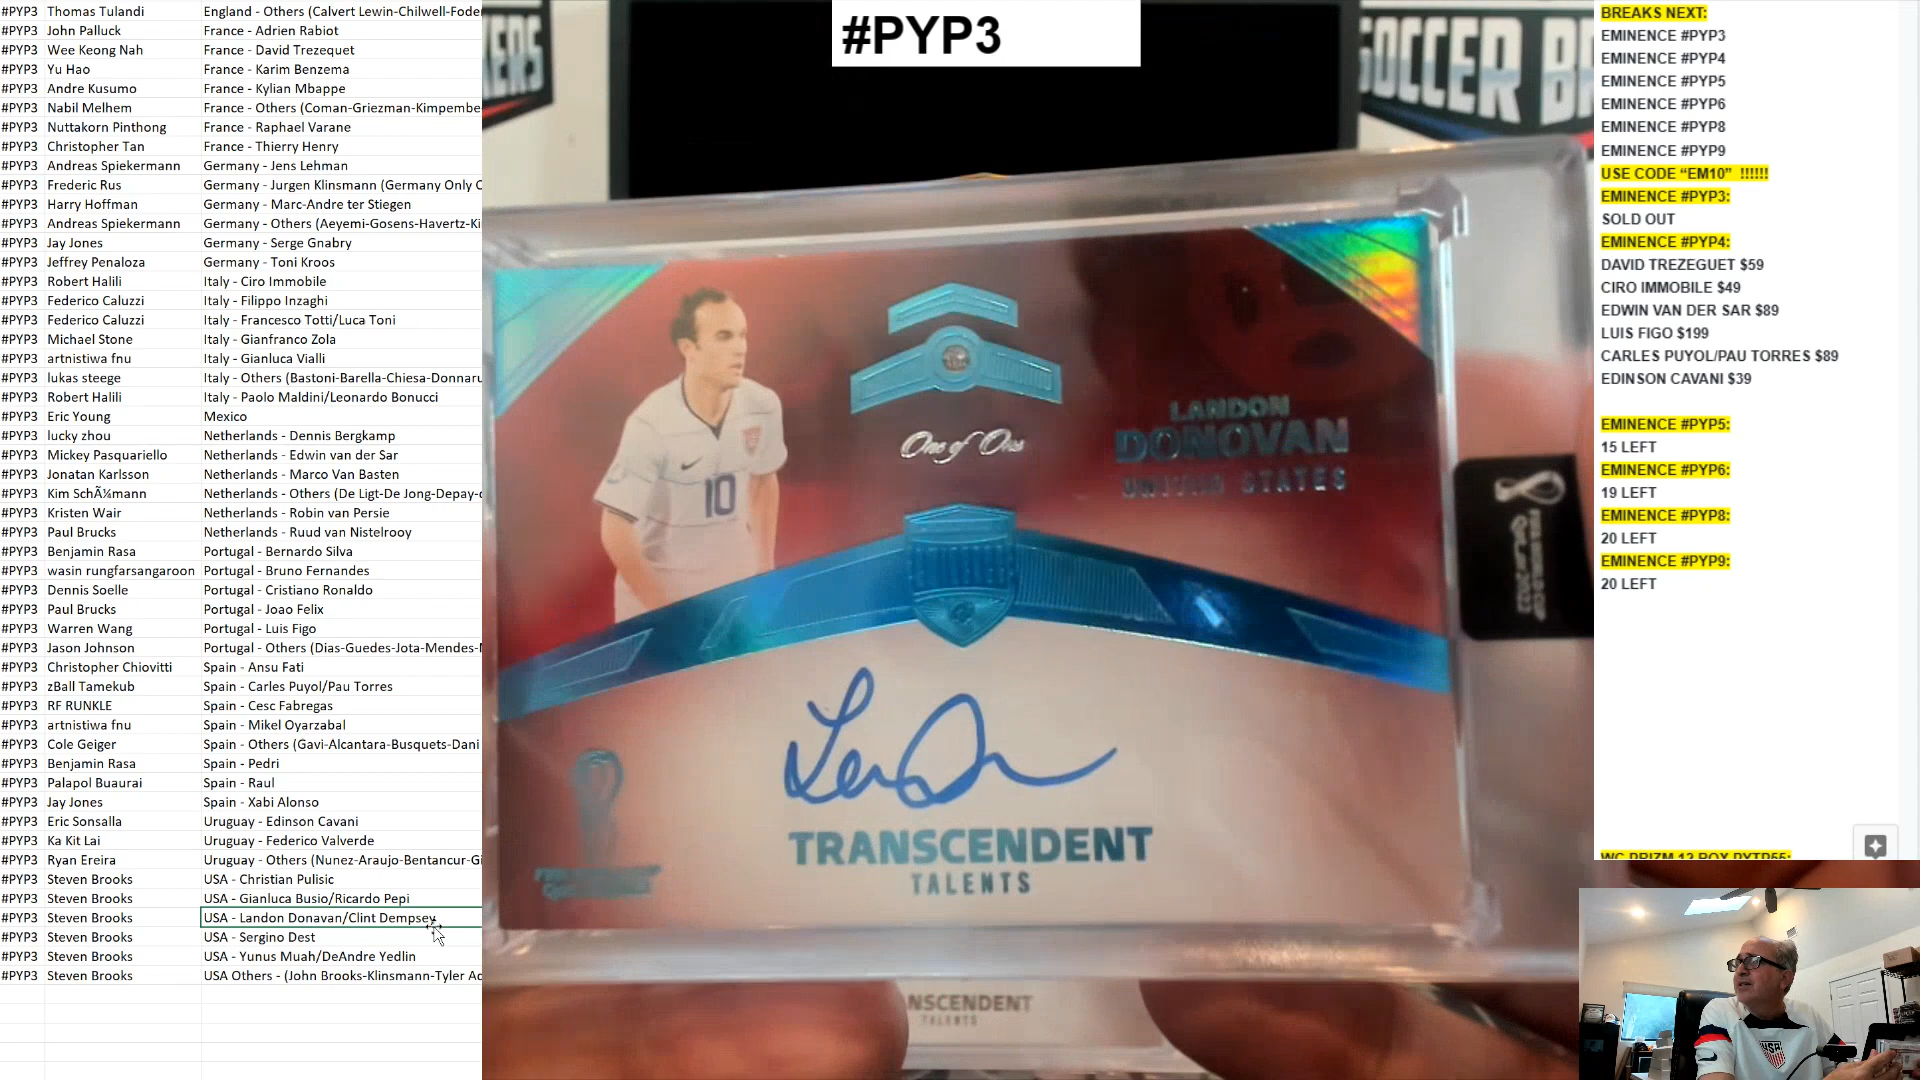 #PYP3 Thomas Tulandi England - Others (Calvert Lewin-Chilwell-Fode
#PYP3 John Palluck France - Adrien Rabiot
#PYP3 Wee Keong Nah France - David Trezequet
#PYP3 Yu Hao France - Karim Benzema
#PYP3 Andre Kusumo France - Kylian Mbappe
#PYP3 Nabil Melhem France - Others (Coman-Griezman-Kimpembe
#PYP3 Nuttakorn Pinthong France - Raphael Varane
#PYP3 Christopher Tan France - Thierry Henry
#PYP3 Andreas Spiekermann Germany - Jens Lehman
#PYP3 Frederic Rus Germany - Jurgen Klinsmann (Germany Only
#PYP3 Harry Hoffman Germany - Marc-Andre ter Stiegen
#PYP3 Andreas Spiekermann Germany - Others (Aeyemi-Gosens-Havertz-Ki
#PYP3 Jay Jones Germany - Serge Gnabry
#PYP3 Jeffrey Penaloza Germany - Toni Kroos
#PYP3 Robert Halili Italy - Ciro Immobile
#PYP3 Federico Caluzzi Italy - Filippo Inzaghi
#PYP3 Federico Caluzzi Italy - Francesco Totti/Luca Toni
#PYP3 Michael Stone Italy - Gianfranco Zola
#PYP3 artnistiwa fnu Italy - Gianluca Vialli
#PYP3 lukas steege Italy - Others (Bastoni-Barella-Chiesa-Donnaru
#PYP3 Robert Halili Italy - Paolo Maldini/Leonardo Bonucci
#PYP3 Eric Young Mexico
#PYP3 lucky zhou Netherlands - Dennis Bergkamp
#PYP3 Mickey Pasquariello Netherlands - Edwin van der Sar
#PYP3 Jonatan Karlsson Netherlands - Marco Van Basten
#PYP3 Kim SchÃ¼mann Netherlands - Others (De Ligt-De Jong-Depay-
#PYP3 Kristen Wair Netherlands - Robin van Persie
#PYP3 Paul Brucks Netherlands - Ruud van Nistelrooy
#PYP3 Benjamin Rasa Portugal - Bernardo Silva
#PYP3 wasin rungfarsangaroon Portugal - Bruno Fernandes
#PYP3 Dennis Soelle Portugal - Cristiano Ronaldo
#PYP3 Paul Brucks Portugal - Joao Felix
#PYP3 Warren Wang Portugal - Luis Figo
#PYP3 Jason Johnson Portugal - Others (Dias-Guedes-Jota-Mendes-
#PYP3 Christopher Chiovitti Spain - Ansu Fati
#PYP3 zBall Tamekub Spain - Carles Puyol/Pau Torres
#PYP3 RF RUNKLE Spain - Cesc Fabregas
#PYP3 artnistiwa fnu Spain - Mikel Oyarzabal
#PYP3 Cole Geiger Spain - Others (Gavi-Alcantara-Busquets-Dani
#PYP3 Benjamin Rasa Spain - Pedri
#PYP3 Palapol Buaurai Spain - Raul
#PYP3 Jay Jones Spain - Xabi Alonso
#PYP3 Eric Sonsalla Uruguay - Edinson Cavani
#PYP3 Ka Kit Lai Uruguay - Federico Valverde
#PYP3 Ryan Ereira Uruguay - Others (Nunez-Araujo-Bentancur-Gi
#PYP3 Steven Brooks USA - Christian Pulisic
#PYP3 Steven Brooks USA - Gianluca Busio/Ricardo Pepi
#PYP3 Steven Brooks USA - Landon Donavan/Clint Dempsey
#PYP3 Steven Brooks USA - Sergino Dest
#PYP3 Steven Brooks USA - Yunus Muah/DeAndre Yedlin
#PYP3 Steven Brooks USA Others - (John Brooks-Klinsmann-Tyler Ad
#PYP3
KERS
SOCCER BR
One of One
LANDON
DONOVAN
UNITED STATES
10
TRANSCENDENT
TALENTS
FIFA WORLD CUP
Qatar 2022
NSCENDENT
TALENTS
BREAKS NEXT:
EMINENCE #PYP3
EMINENCE #PYP4
EMINENCE #PYP5
EMINENCE #PYP6
EMINENCE #PYP8
EMINENCE #PYP9
USE CODE “EM10” !!!!!!
EMINENCE #PYP3:
SOLD OUT
EMINENCE #PYP4:
DAVID TREZEGUET $59
CIRO IMMOBILE $49
EDWIN VAN DER SAR $89
LUIS FIGO $199
CARLES PUYOL/PAU TORRES $89
EDINSON CAVANI $39
EMINENCE #PYP5:
15 LEFT
EMINENCE #PYP6:
19 LEFT
EMINENCE #PYP8:
20 LEFT
EMINENCE #PYP9:
20 LEFT
WC PRIZM 12 BOX PYTP55:
USA